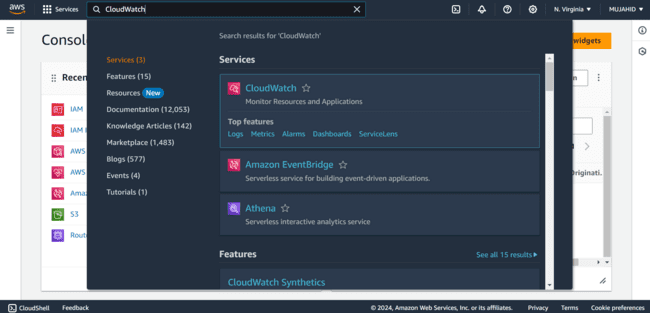 aws
Services
CloudWatch
N. Virginia
MUJAHID
Search results for 'CloudWatch'
Services (3)
Features (15)
Resources New
Documentation (12,053)
Knowledge Articles (142)
Marketplace (1,483)
Blogs (577)
Events (4)
Tutorials (1)
Services
CloudWatch
Monitor Resources and Applications
Top features
Logs Metrics Alarms Dashboards ServiceLens
Amazon EventBridge
Serverless service for building event-driven applications.
Athena
Serverless interactive analytics service
Features
See all 15 results
CloudWatch Synthetics
Conso
widgets
Recen
IAM
IAM
AWS
AWS
Amaz
S3
Rout
Originati.
CloudShell Feedback
© 2024, Amazon Web Services, Inc. or its affiliates. Privacy Terms Cookie preferences